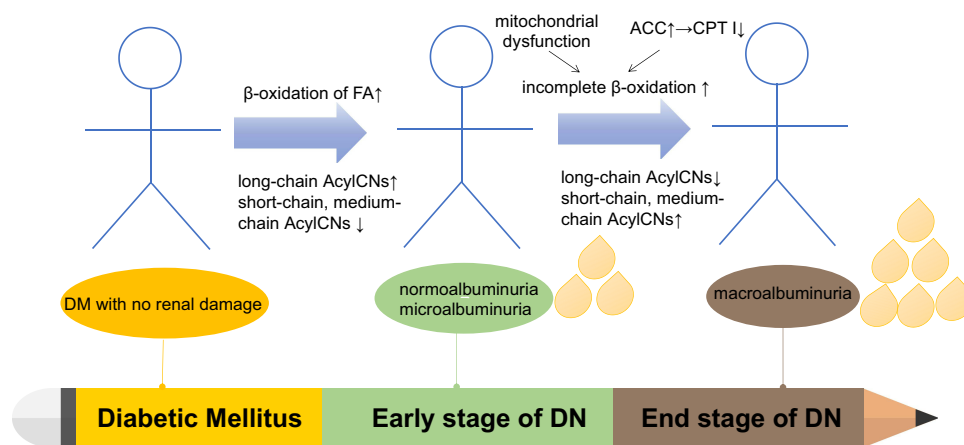 mitochondrial
dysfunction
ACC↑→CPT I↓
β-oxidation of FA↑
incomplete β-oxidation ↑
long-chain AcylCNs↑
short-chain, medium-
chain AcylCNs ↓
long-chain AcylCNs↓
short-chain, medium-
chain AcylCNs↑
DM with no renal damage
normoalbuminuria
microalbuminuria
macroalbuminuria
Diabetic Mellitus
Early stage of DN
End stage of DN